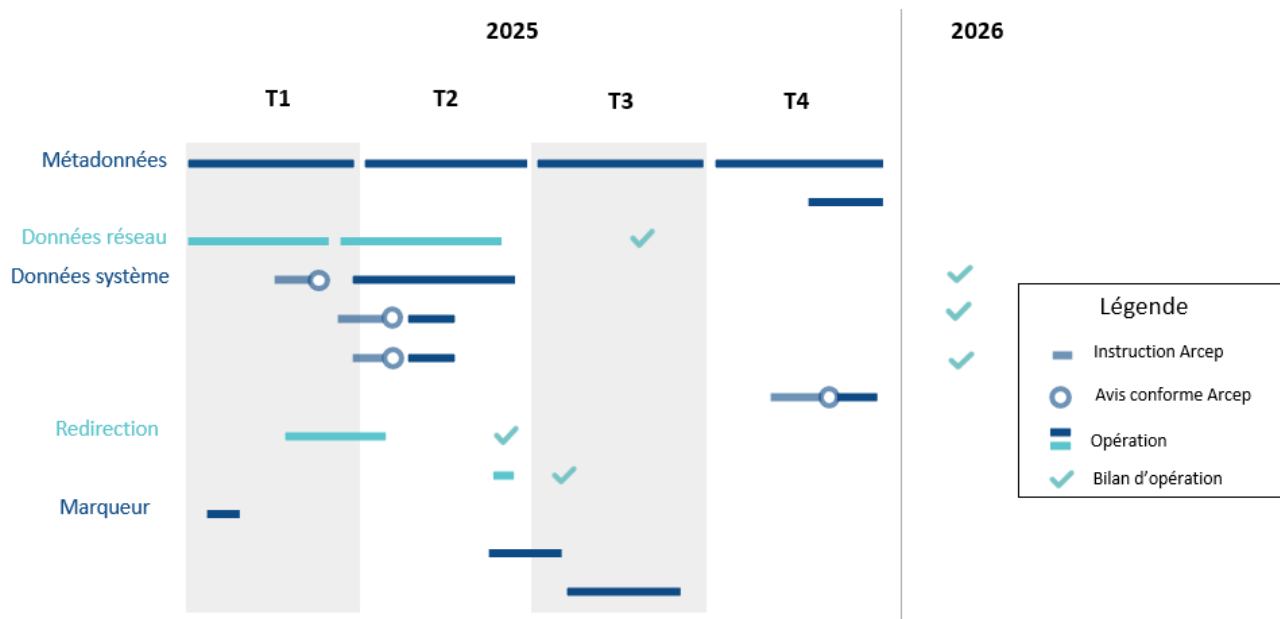 2025
2026
T1
T2
T3
T4
Métadonnées
Données réseau
Données système
Redirection
Marqueur
Légende
Instruction Arcep
Avis conforme Arcep
Opération
Bilan d’opération